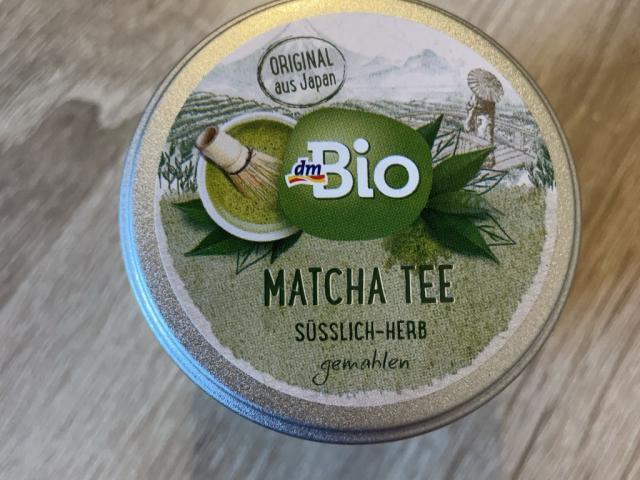 ORIGINAL
aus Japan
dm
Bio
MATCHA TEE
SÜSSLICH-HERB
gemahlen